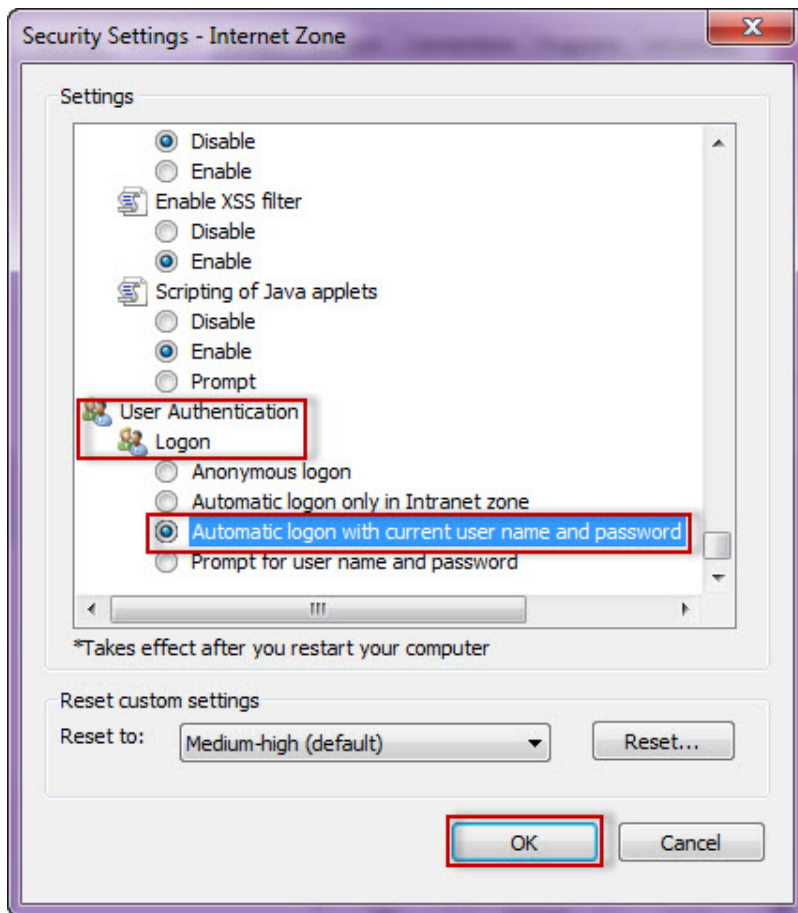 Security Settings - Internet Zone
Settings
Disable
Enable
Enable XSS filter
Disable
Enable
Scripting of Java applets
Disable
Enable
Prompt
User Authentication
Logon
Anonymous logon
Automatic logon only in Intranet zone
Automatic logon with current user name and password
Prompt for user name and password
*Takes effect after you restart your computer
Reset custom settings
Reset to: Medium-high (default) Reset...
OK Cancel